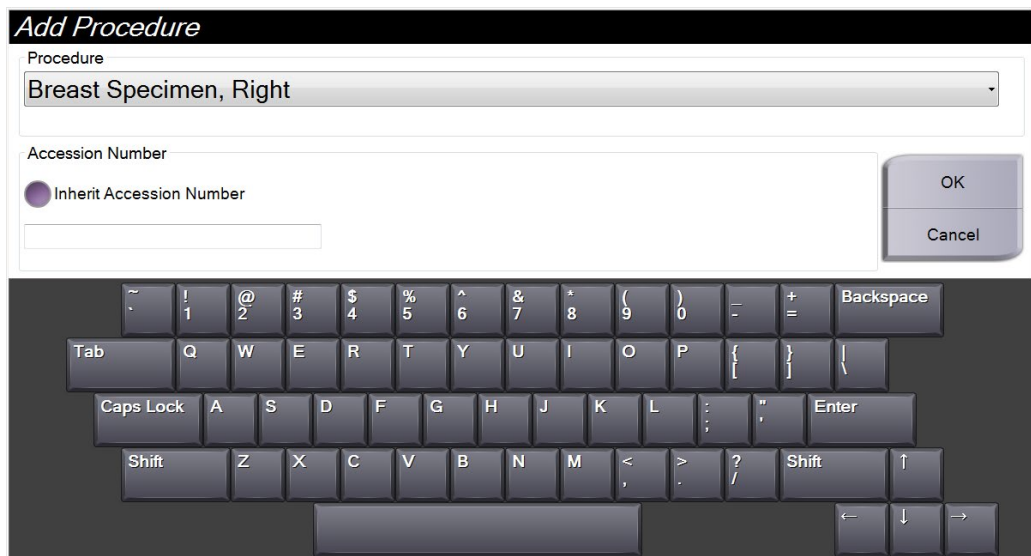 Add Procedure
Procedure
Breast Specimen, Right
Accession Number
Inherit Accession Number
OK
Cancel
~ ! @ # $ % ^ & * ( ) _ + Backspace
` 1 2 3 4 5 6 7 8 9 0 - =
Tab Q W E R T Y U I O P { } |
[ ] \
Caps Lock A S D F G H J K L : " Enter
; '
Shift Z X C V B N M < > ? Shift ↑
, . /
← ↓ →